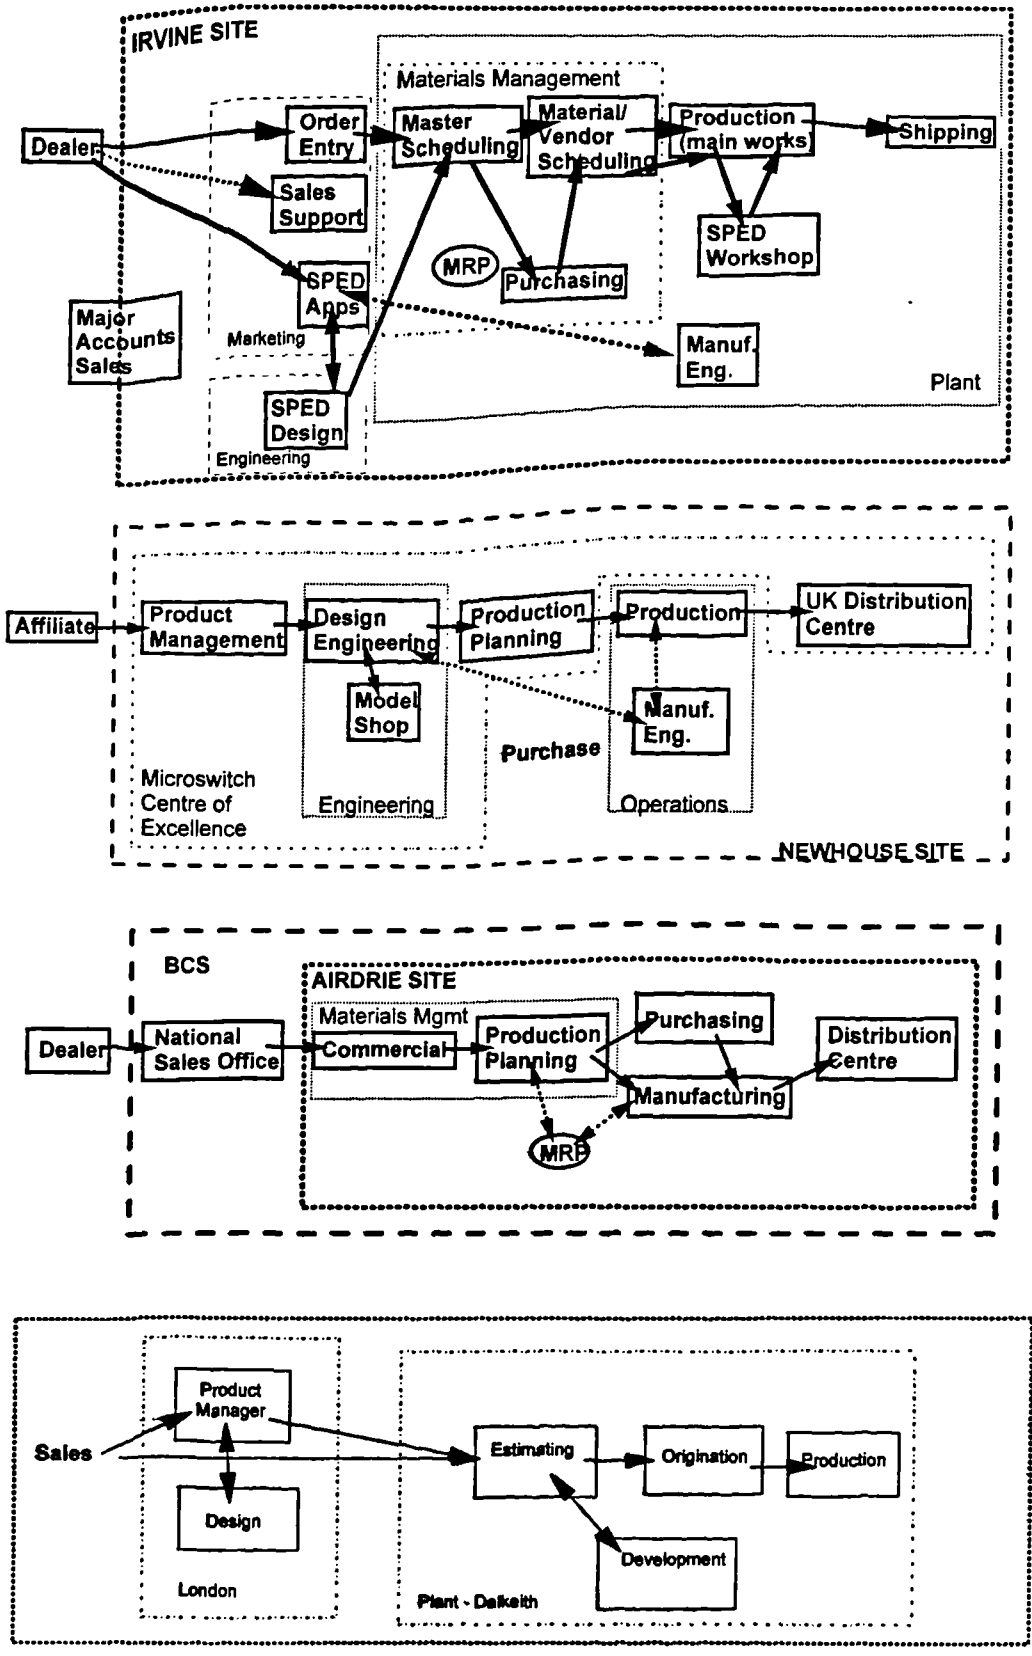 IRVINE SITE
Materials Management
Dealer
Order
Entry
Master
Scheduling
Material/
Vendor
Scheduling
Production
(main works)
Shipping
Sales
Support
SPED
Workshop
MRP
Purchasing
SPED
Apps
Major
Accounts
Sales
Marketing
Manuf.
Eng.
Plant
SPED
Design
Engineering
Affiliate
Product
Management
Design
Engineering
Production
Planning
Production
UK Distribution
Centre
Model
Shop
Manuf.
Eng.
Purchase
Microswitch
Centre of
Excellence
Engineering
Operations
NEWHOUSE SITE
BCS
AIRDRIE SITE
Materials Mgmt
Dealer
National
Sales Office
Commercial
Production
Planning
Purchasing
Distribution
Centre
Manufacturing
MRP
Product
Manager
Sales
Estimating
Origination
Production
Design
Development
London
Plant - Dalkeith